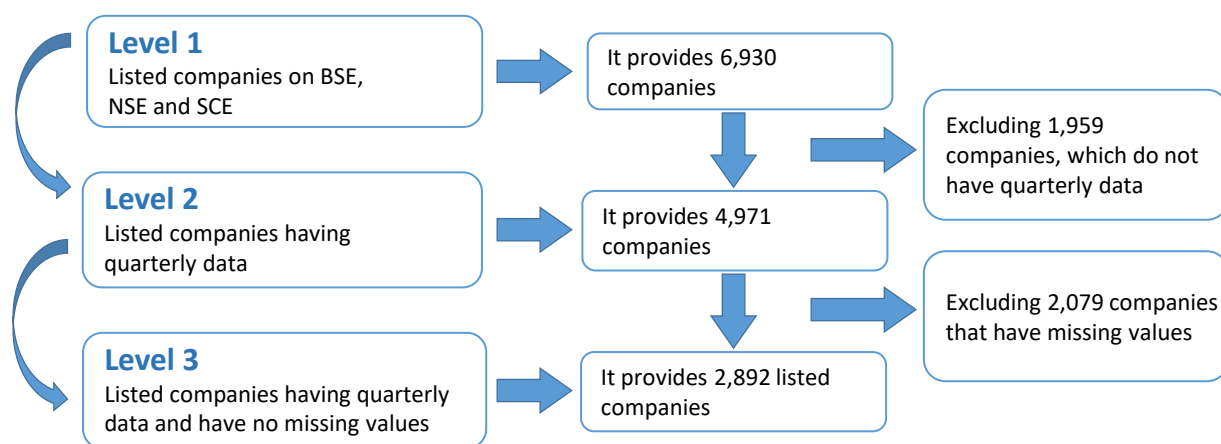 Level 1
Listed companies on BSE,
NSE and SCE
It provides 6,930
companies
Excluding 1,959
companies, which do not
have quarterly data
Level 2
Listed companies having
quarterly data
It provides 4,971
companies
Excluding 2,079 companies
that have missing values
Level 3
Listed companies having quarterly
data and have no missing values
It provides 2,892 listed
companies